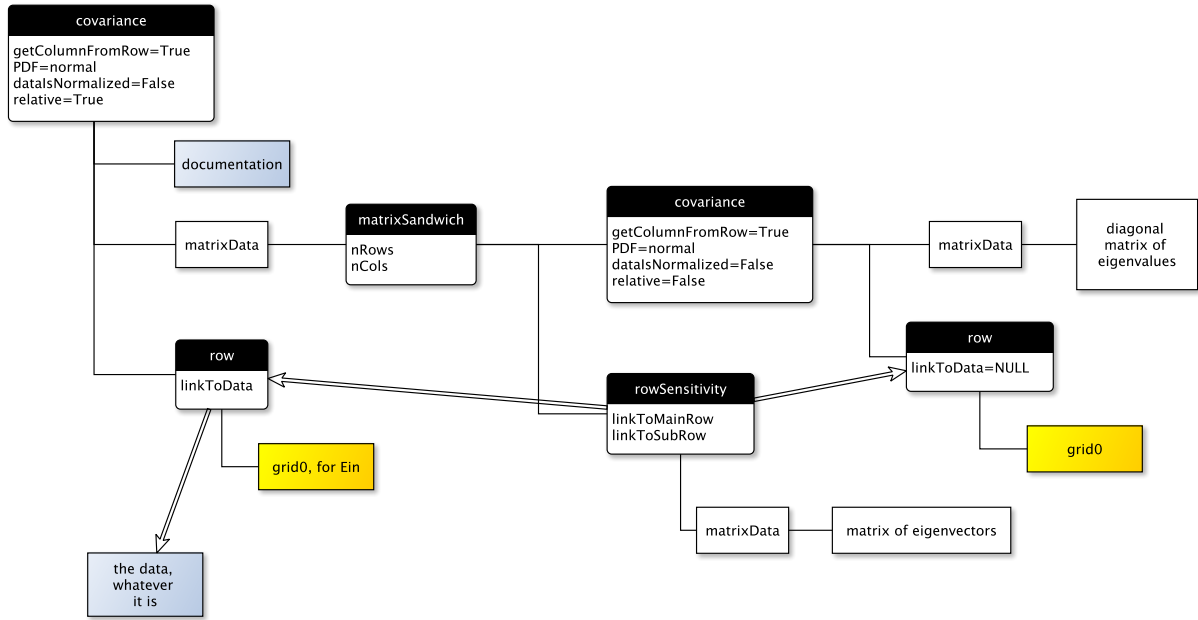 covariance
getColumnFromRow=True
PDF=normal
dataIsNormalized=False
relative=True
documentation
matrixData
matrixSandwich
nRows
nCols
covariance
getColumnFromRow=True
PDF=normal
dataIsNormalized=False
relative=False
matrixData
diagonal
matrix of
eigenvalues
row
linkToData
rowSensitivity
linkToMainRow
linkToSubRow
row
linkToData=NULL
grid0, for Ein
grid0
matrixData
matrix of eigenvectors
the data,
whatever
it is